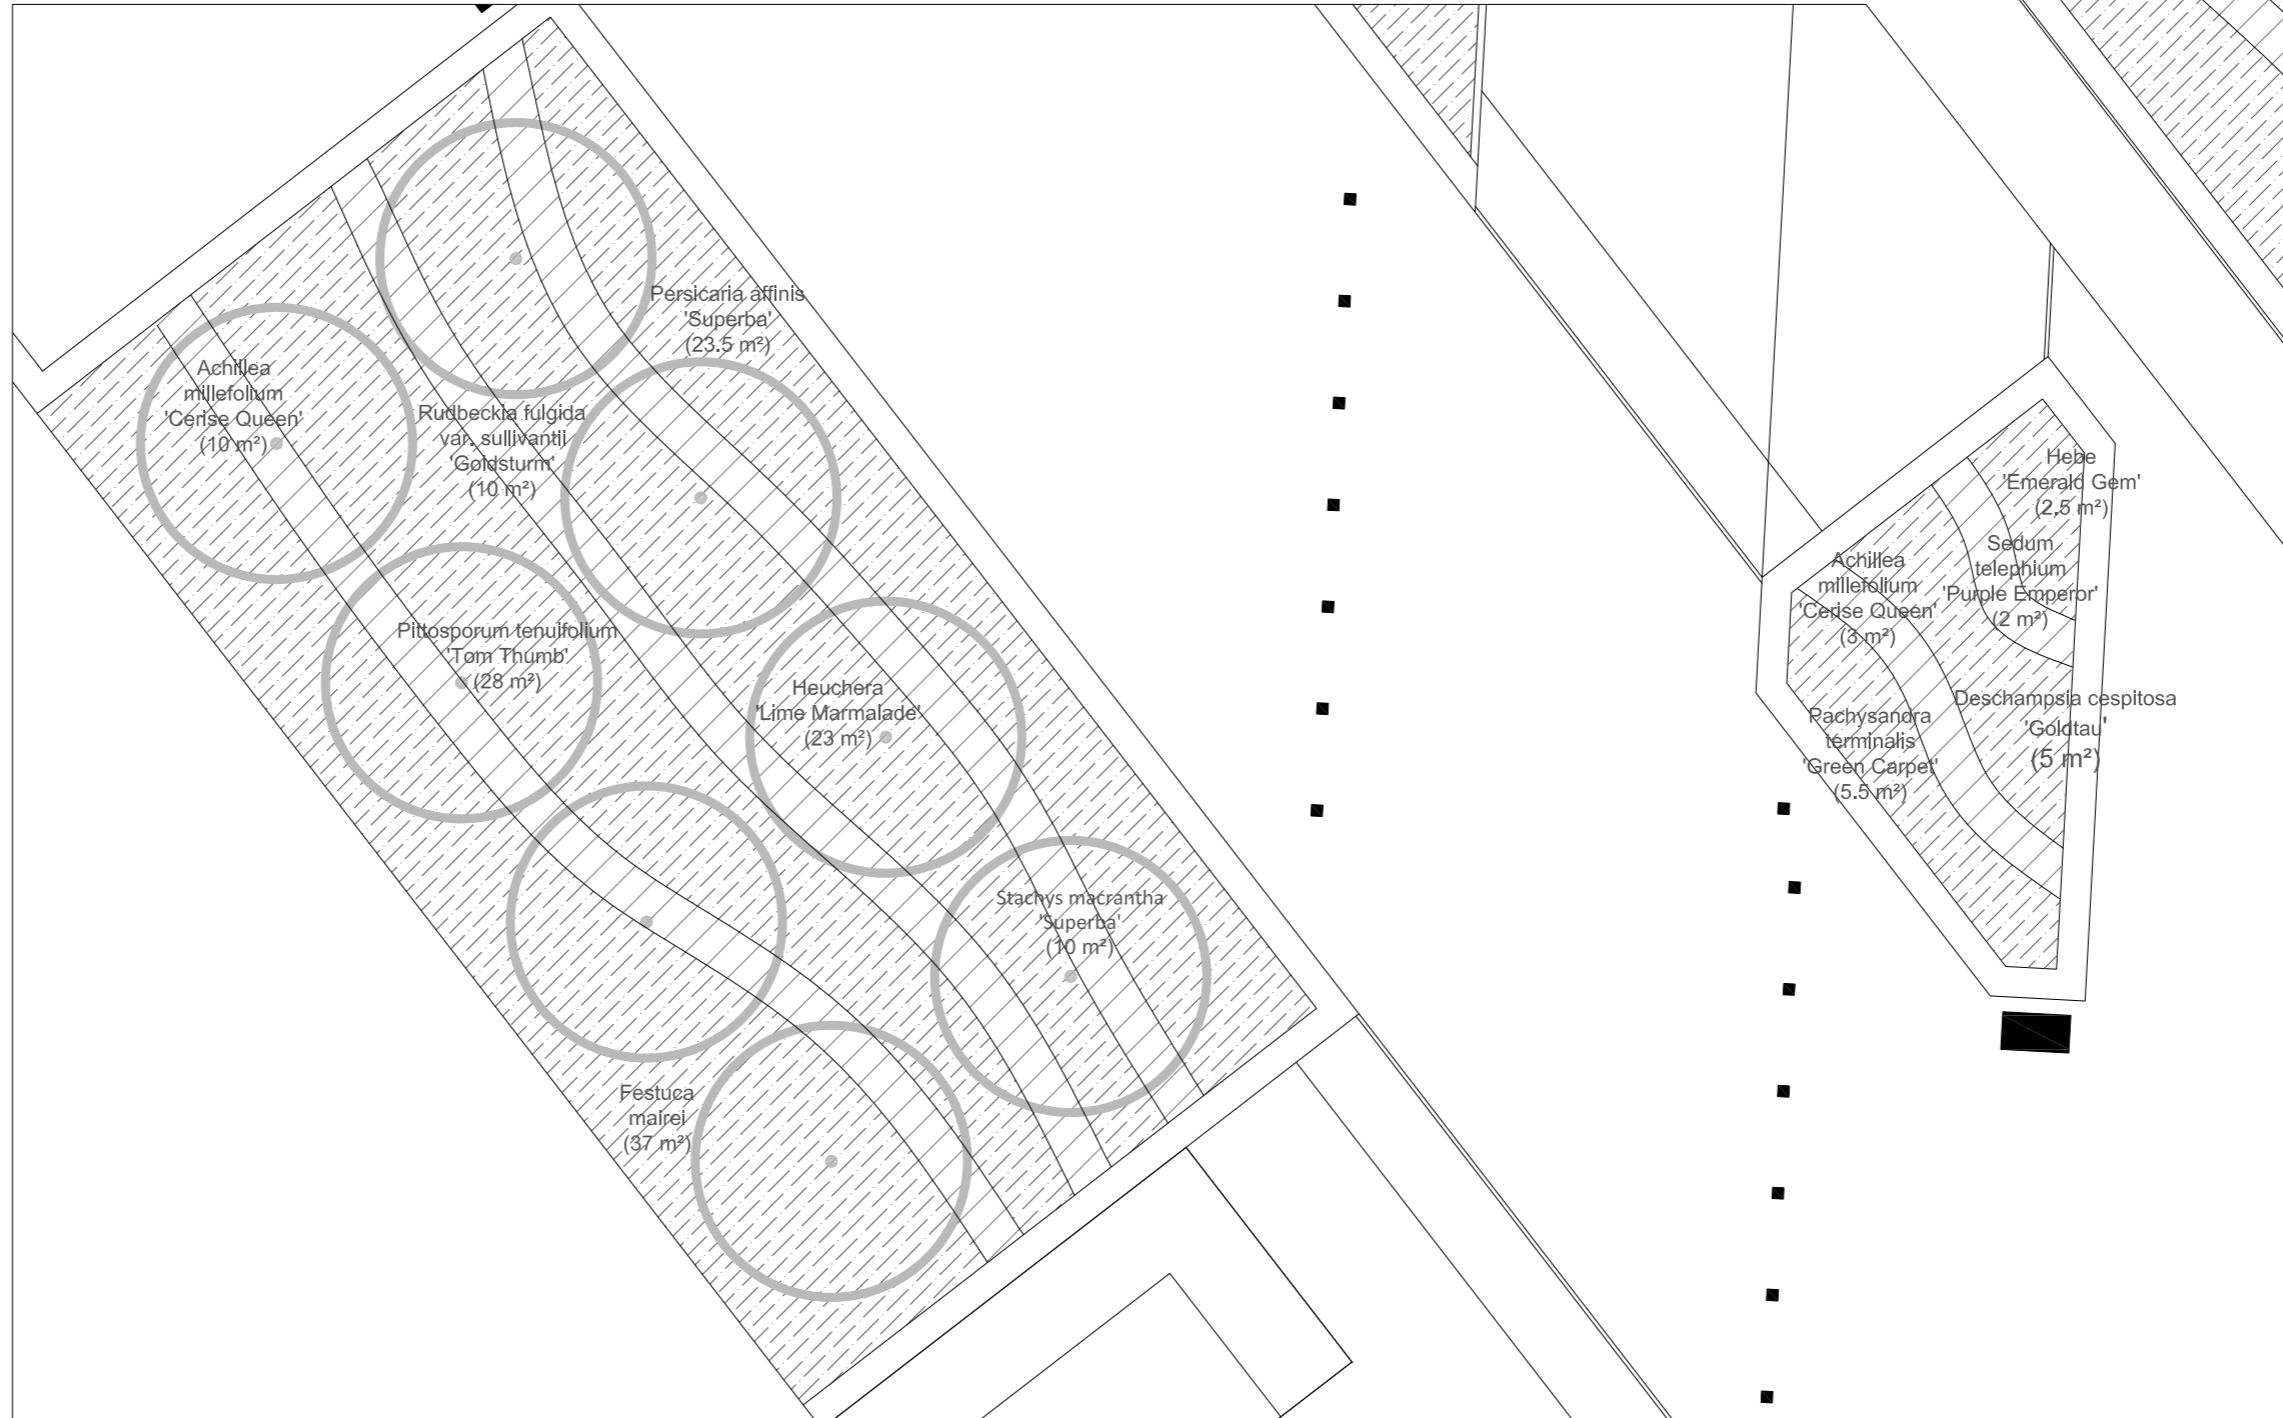 Persicaria affinis
'Superba'
(23.5 m²)
Achillea
millefolium
'Cerise Queen'
(10 m²)
Rudbeckia fulgida
var. sullivantii
'Goldsturm'
(10 m²)
Pittosporum tenuifolium
'Tom Thumb'
(28 m²)
Heuchera
'Lime Marmalade'
(23 m²)
Stachys macrantha
'Superba'
(10 m²)
Festuca
mairei
(37 m²)
Hebe
'Emerald Gem'
(2.5 m²)
Sedum
telephium
'Purple Emperor'
(2 m²)
Achillea
millefolium
'Cerise Queen'
(3 m²)
Deschampsia cespitosa
'Goldtau'
(5 m²)
Pachysandra
terminalis
'Green Carpet'
(5.5 m²)